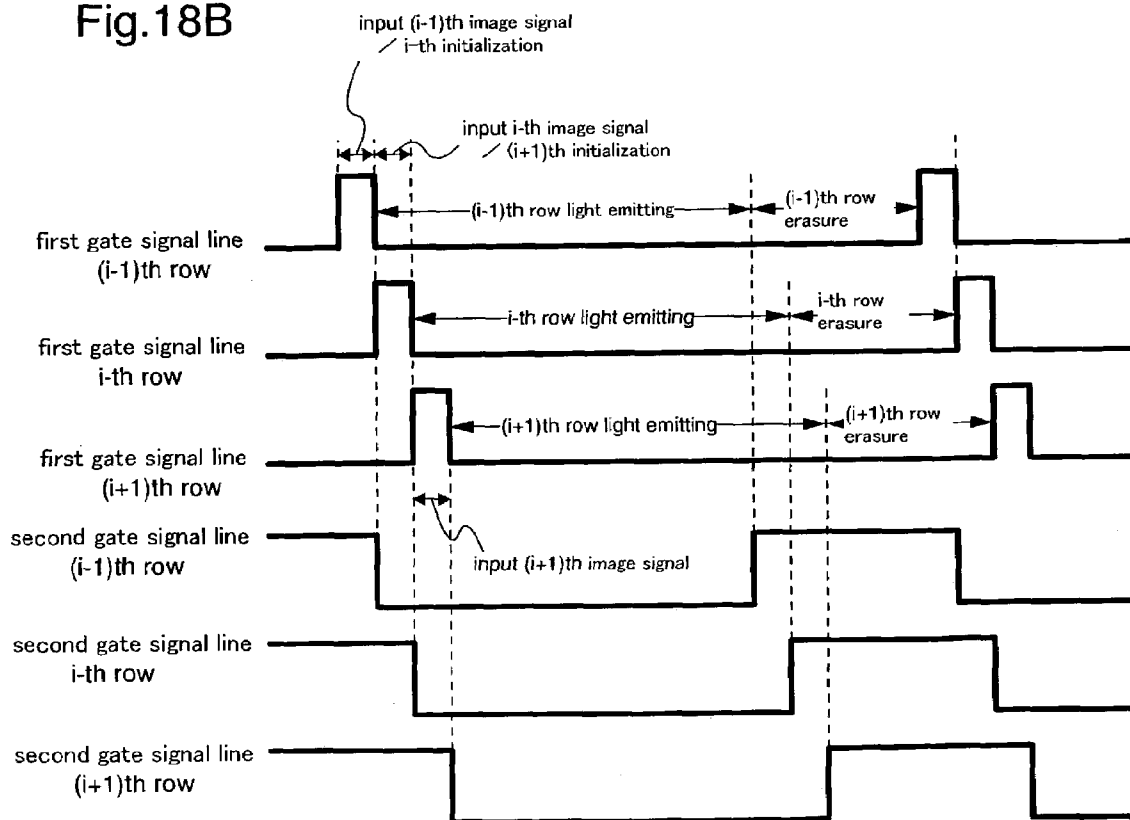 Fig.18B
input (i-1)th image signal
/ i-th initialization
input i-th image signal
/ (i+1)th initialization
(i-1)th row light emitting
(i-1)th row
erasure
first gate signal line
(i-1)th row
i-th row light emitting
i-th row
erasure
first gate signal line
i-th row
(i+1)th row light emitting
(i+1)th row
erasure
first gate signal line
(i+1)th row
second gate signal line
(i-1)th row
input (i+1)th image signal
second gate signal line
i-th row
second gate signal line
(i+1)th row